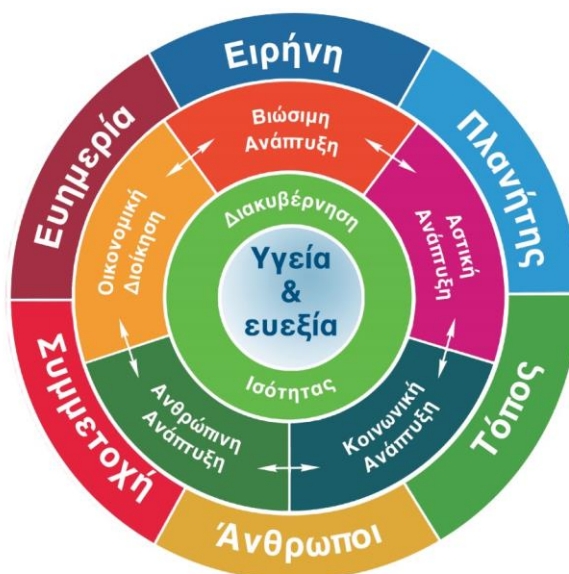 Ειρήνη
Πλανήτης
Τόπος
Άνθρωποι
Συμμετοχή
Ευημερία
Βιώσιμη
Ανάπτυξη
Αστική
Ανάπτυξη
Κοινωνική
Ανάπτυξη
Ανθρώπινη
Ανάπτυξη
Οικονομική
Διοίκηση
Διακυβέρνηση
Ισότητας
Υγεία
&
ευεξία